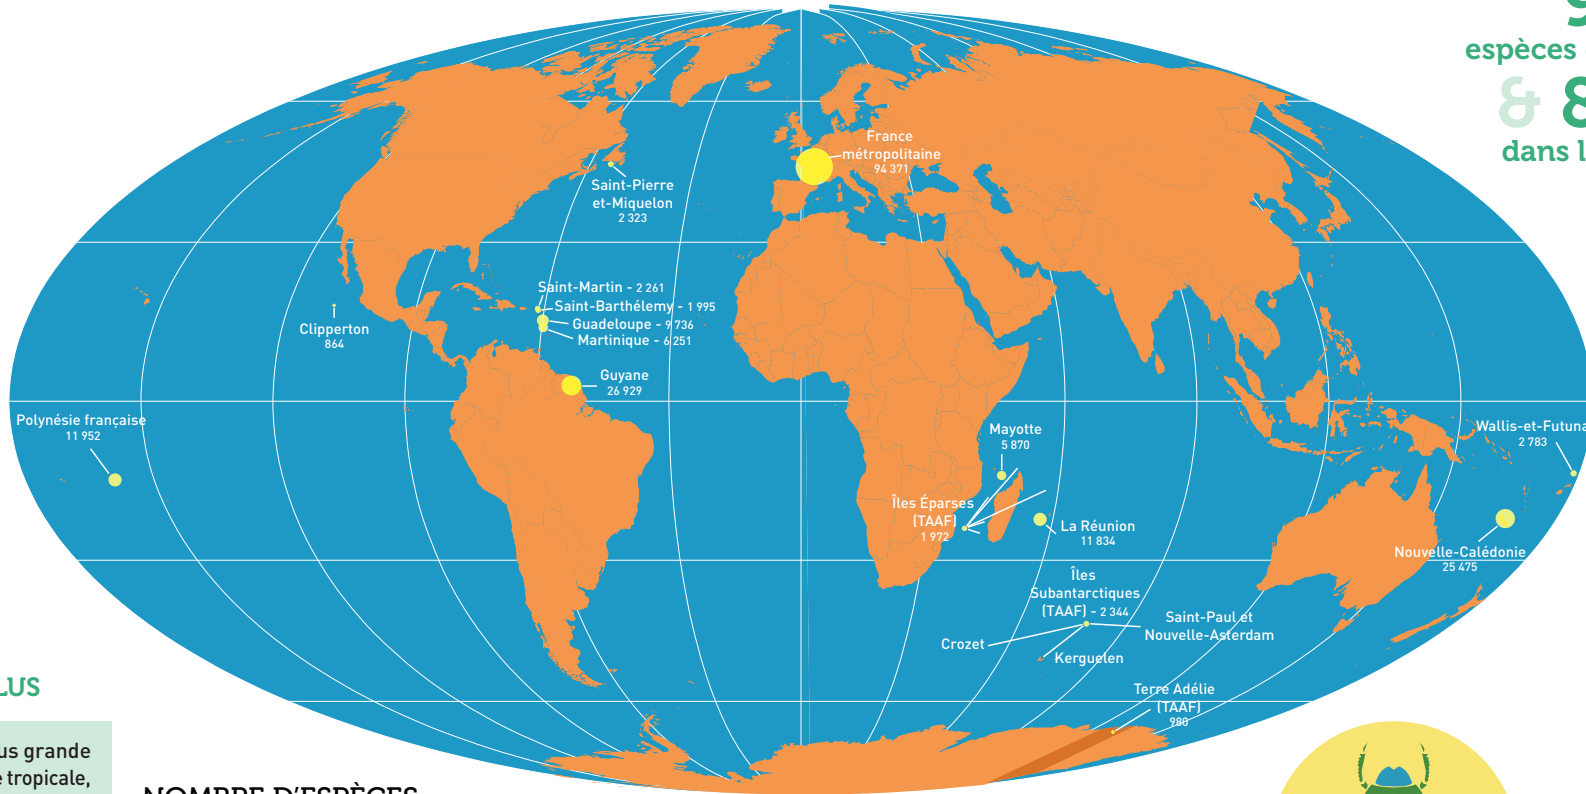 espèces
&
dans l
France
métropolitaine
94 371
Saint-Pierre
et-Miquelon
2 323
Saint-Martin - 2 261
Saint-Barthélemy - 1 995
Guadeloupe - 9 736
Martinique - 6 251
Clipperton
864
Guyane
26 929
Polynésie française
11 952
Mayotte
5 870
Wallis-et-Futuna
2 783
Îles Éparses
(TAAF)
1 972
La Réunion
11 834
Nouvelle-Calédonie
25 475
Îles
Subantarctiques
(TAAF) - 2 344
Saint-Paul et
Nouvelle-Asterdam
Crozet
Kerguelen
Terre Adélie
(TAAF)
980
LUS
us grande
e tropicale,
NOMBRE D'ESPÈCES